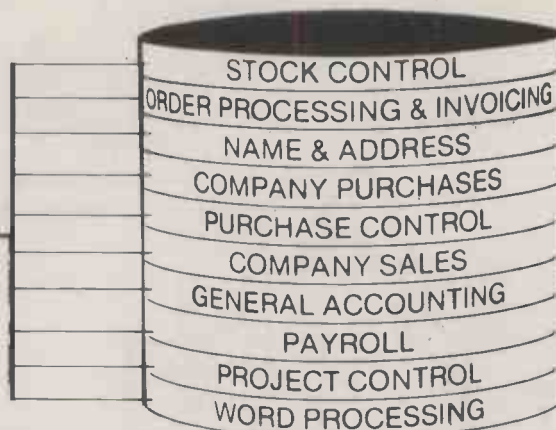 STOCK CONTROL
ORDER PROCESSING & INVOICING
NAME & ADDRESS
COMPANY PURCHASES
PURCHASE CONTROL
COMPANY SALES
GENERAL ACCOUNTING
PAYROLL
PROJECT CONTROL
WORD PROCESSING